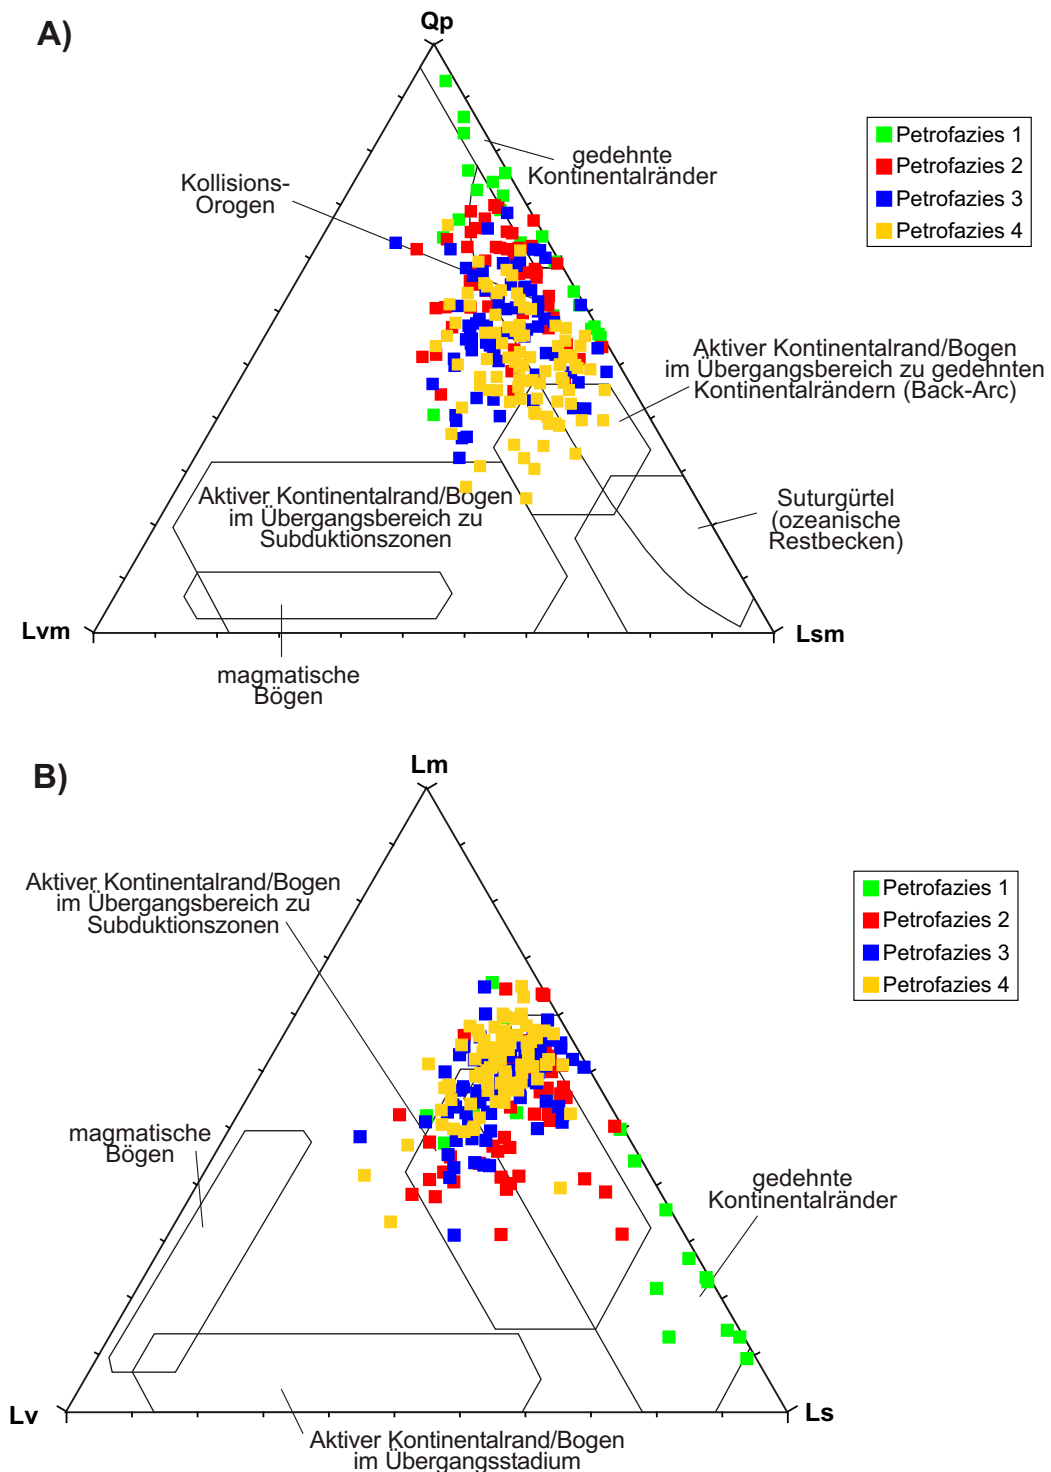 A)
Qp
Petrofazies 1
Petrofazies 2
Petrofazies 3
Petrofazies 4
gedehnte
Kontinentalränder
Kollisions-
Orogen
Aktiver Kontinentalrand/Bogen
im Übergangsbereich zu gedehnten
Kontinentalrändern (Back-Arc)
Aktiver Kontinentalrand/Bogen
im Übergangsbereich zu
Subduktionszonen
Suturgürtel
(ozeanische
Restbecken)
Lvm
Lsm
magmatische
Bögen
B)
Lm
Aktiver Kontinentalrand/Bogen
im Übergangsbereich zu
Subduktionszonen
Petrofazies 1
Petrofazies 2
Petrofazies 3
Petrofazies 4
magmatische
Bögen
gedehnte
Kontinentalränder
Lv
Ls
Aktiver Kontinentalrand/Bogen
im Übergangsstadium